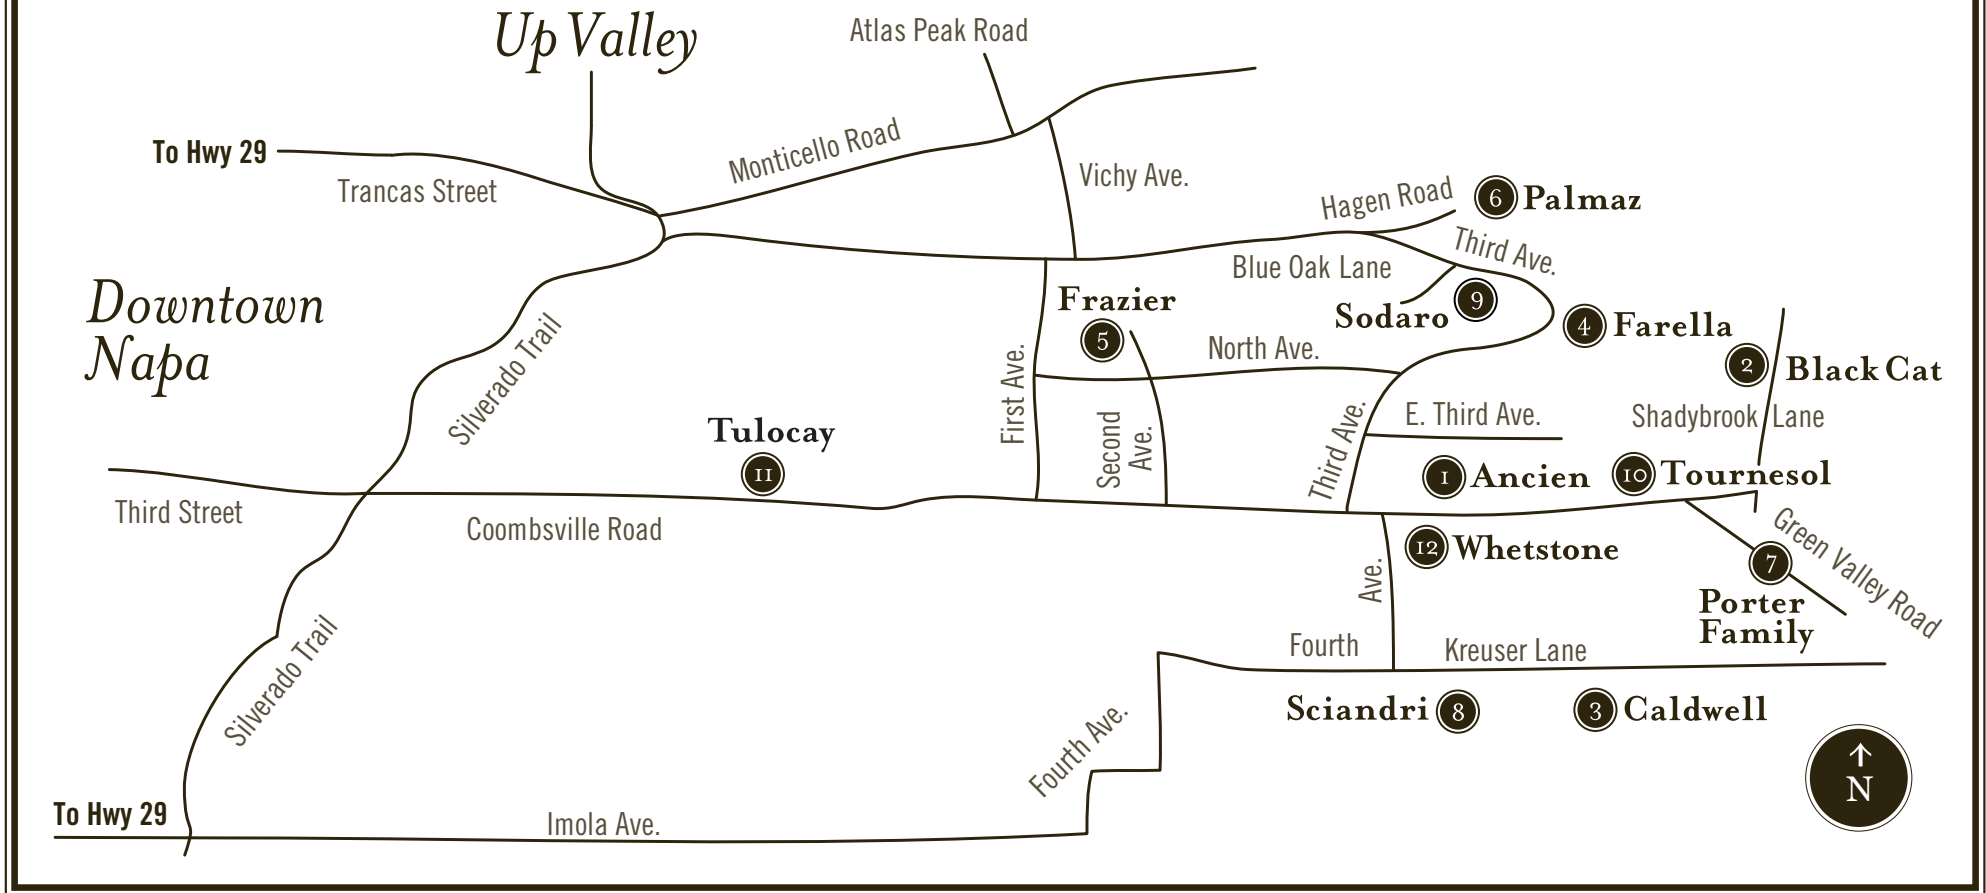 Up Valley
Atlas Peak Road
To Hwy 29
Trancas Street
Monticello Road
Vichy Ave.
Hagen Road
6 Palmaz
Third Ave.
Blue Oak Lane
Downtown
Napa
Frazier
5
Sodaro 9
4 Farella
Silverado Trail
First Ave.
North Ave.
2 Black Cat
Second
Ave.
Third Ave.
E. Third Ave.
Shadybrook Lane
Tulocay
11
1 Ancien
10 Tournesol
Third Street
Coombsville Road
12 Whetstone
Green Valley Road
7
Porter
Family
Ave.
Fourth
Kreuser Lane
Silverado Trail
Sciandri 8
3 Caldwell
Fourth Ave.
N
To Hwy 29
Imola Ave.